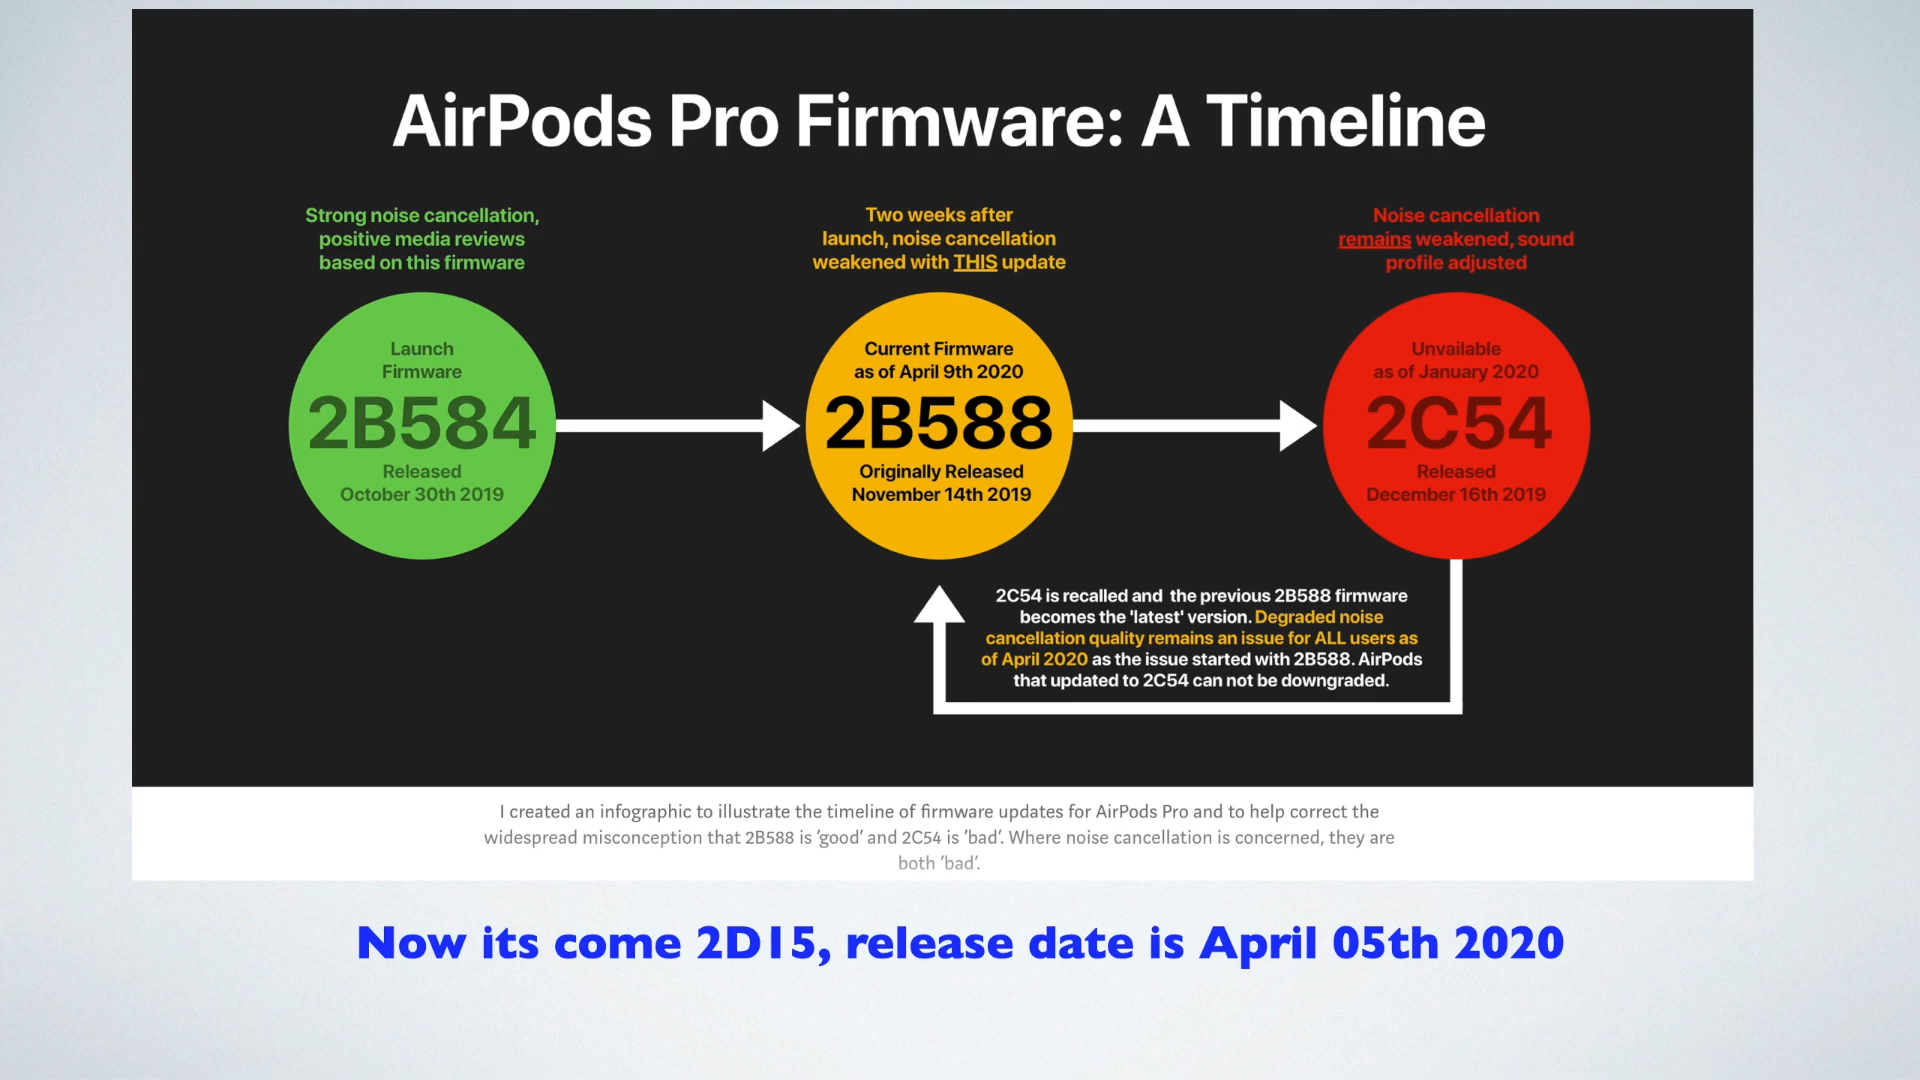 AirPods Pro Firmware: A Timeline
Strong noise cancellation,
positive media reviews
based on this firmware
Launch
Firmware
2B584
Released
October 30th 2019
Two weeks after
launch, noise cancellation
weakened with THIS update
Current Firmware
as of April 9th 2020
2B588
Originally Released
November 14th 2019
Noise cancellation
remains weakened, sound
profile adjusted
Unvailable
as of January 2020
2C54
Released
December 16th 2019
2C54 is recalled and the previous 2B588 firmware
becomes the 'latest' version. Degraded noise
cancellation quality remains an issue for ALL users as
of April 2020 as the issue started with 2B588. AirPods
that updated to 2C54 can not be downgraded.
I created an infographic to illustrate the timeline of firmware updates for AirPods Pro and to help correct the
widespread misconception that 2B588 is 'good' and 2C54 is 'bad'. Where noise cancellation is concerned, they are
both 'bad'.
Now its come 2D15, release date is April 05th 2020